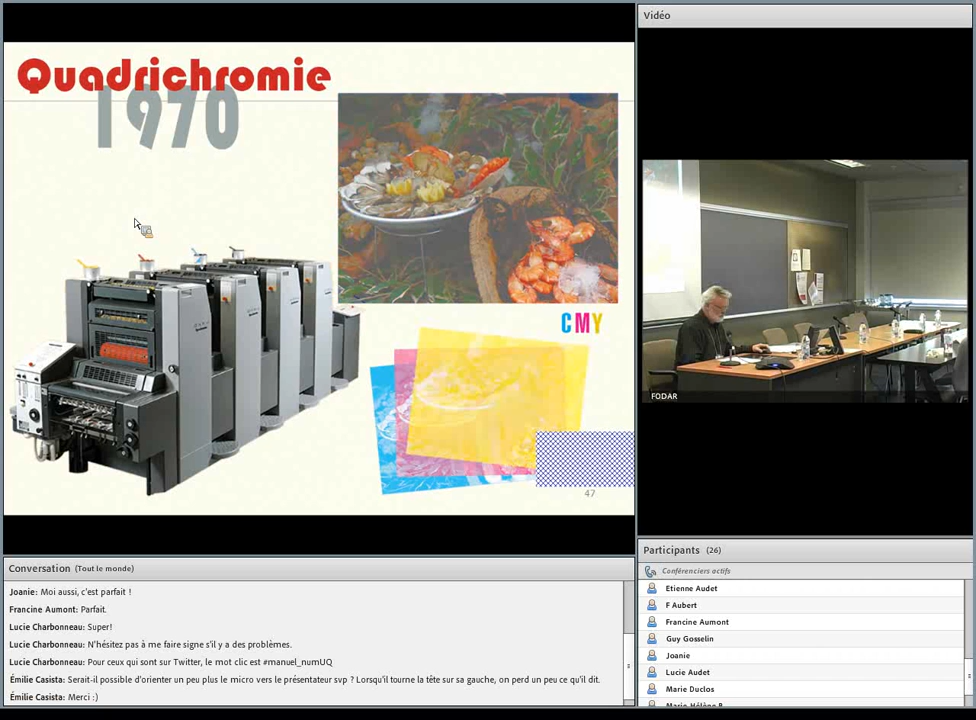 Quadrichromie
1970
CMY
47
Vidéo
FODAR
Participants (26)
Conférenciers actifs
Etienne Audet
F Aubert
Francine Aumont
Guy Gosselin
Joanie
Lucie Audet
Marie Duclos
Marie-Hélène B
Conversation (Tout le monde)
Joanie: Moi aussi, c'est parfait !
Francine Aumont: Parfait.
Lucie Charbonneau: Super!
Lucie Charbonneau: N'hésitez pas à me faire signe s'il y a des problèmes.
Lucie Charbonneau: Pour ceux qui sont sur Twitter, le mot clic est #manuel_numUQ
Émilie Casista: Serait-il possible d'orienter un peu plus le micro vers le présentateur svp ? Lorsqu'il tourne la tête sur sa gauche, on perd un peu ce qu'il dit.
Émilie Casista: Merci :)